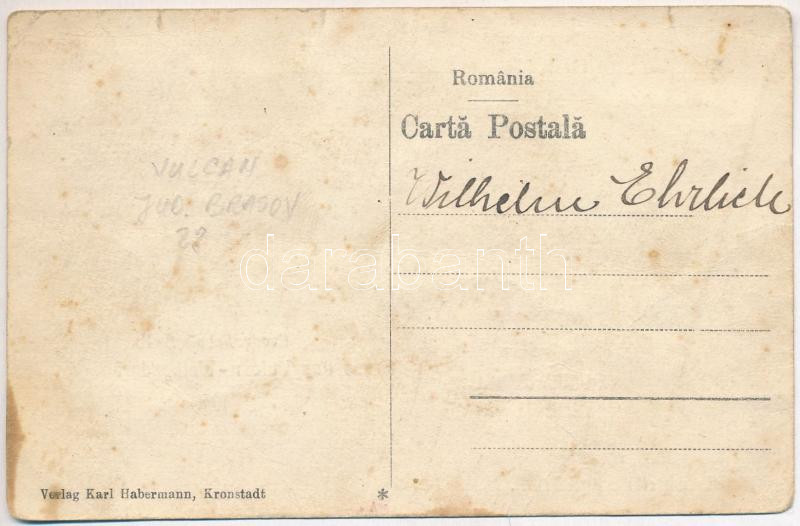 România
Cartă Postală
Wilhelm Ehrlich
VULCAN
JUD. BRASOV
darabanth
Verlag Karl Habermann, Kronstadt *